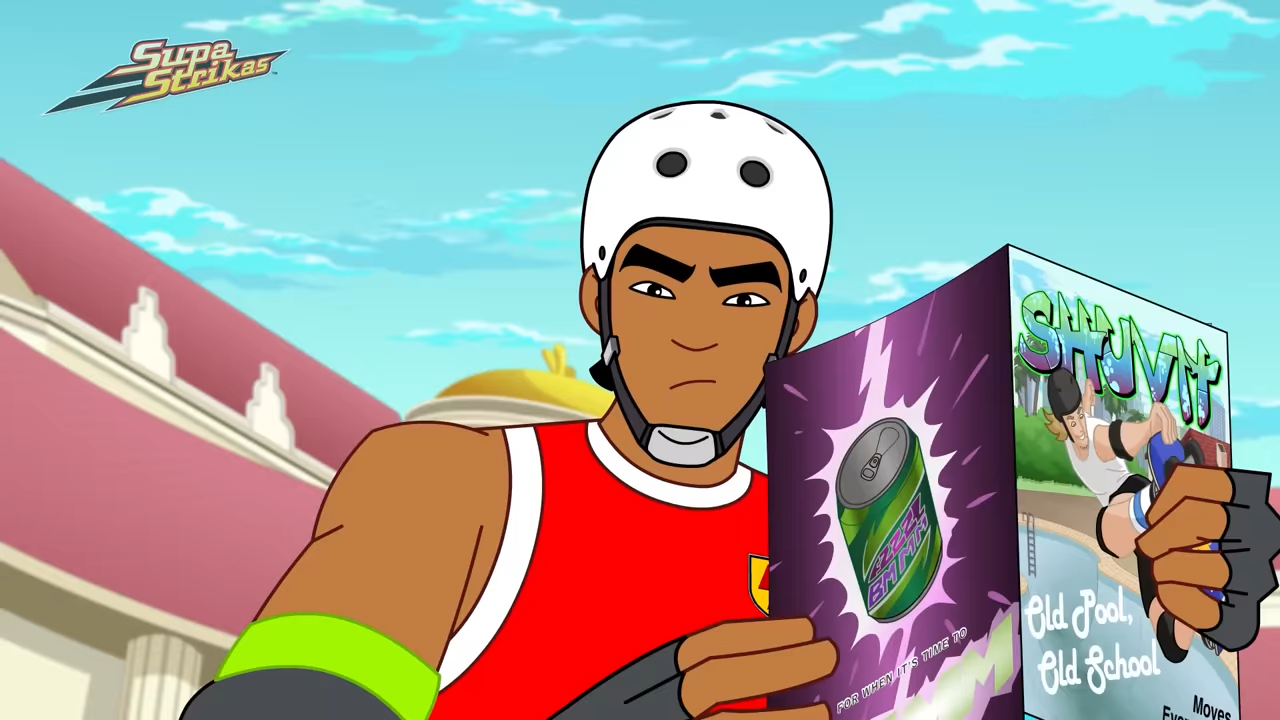 Supa
Strikas
SHUVIT
FOR WHEN IT'S TIME TO
Old Pool,
Old School
Moves